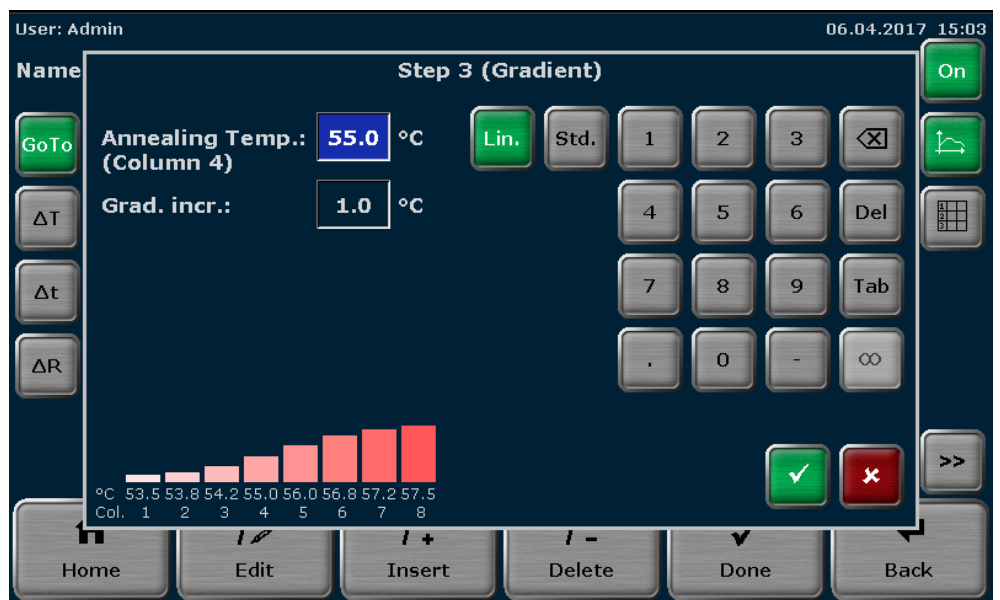 User: Admin 06.04.2017 15:03
Name Step 3 (Gradient) On
GoTo Annealing Temp.: 55.0 °C Lin. Std. 1 2 3
(Column 4)
ΔT Grad. incr.: 1.0 °C 4 5 6 Del
1
2
3
Δt 7 8 9 Tab
ΔR . 0 - ∞
>>
°C 53.5 53.8 54.2 55.0 56.0 56.8 57.2 57.5
Col. 1 2 3 4 5 6 7 8
Home Edit Insert Delete Done Back